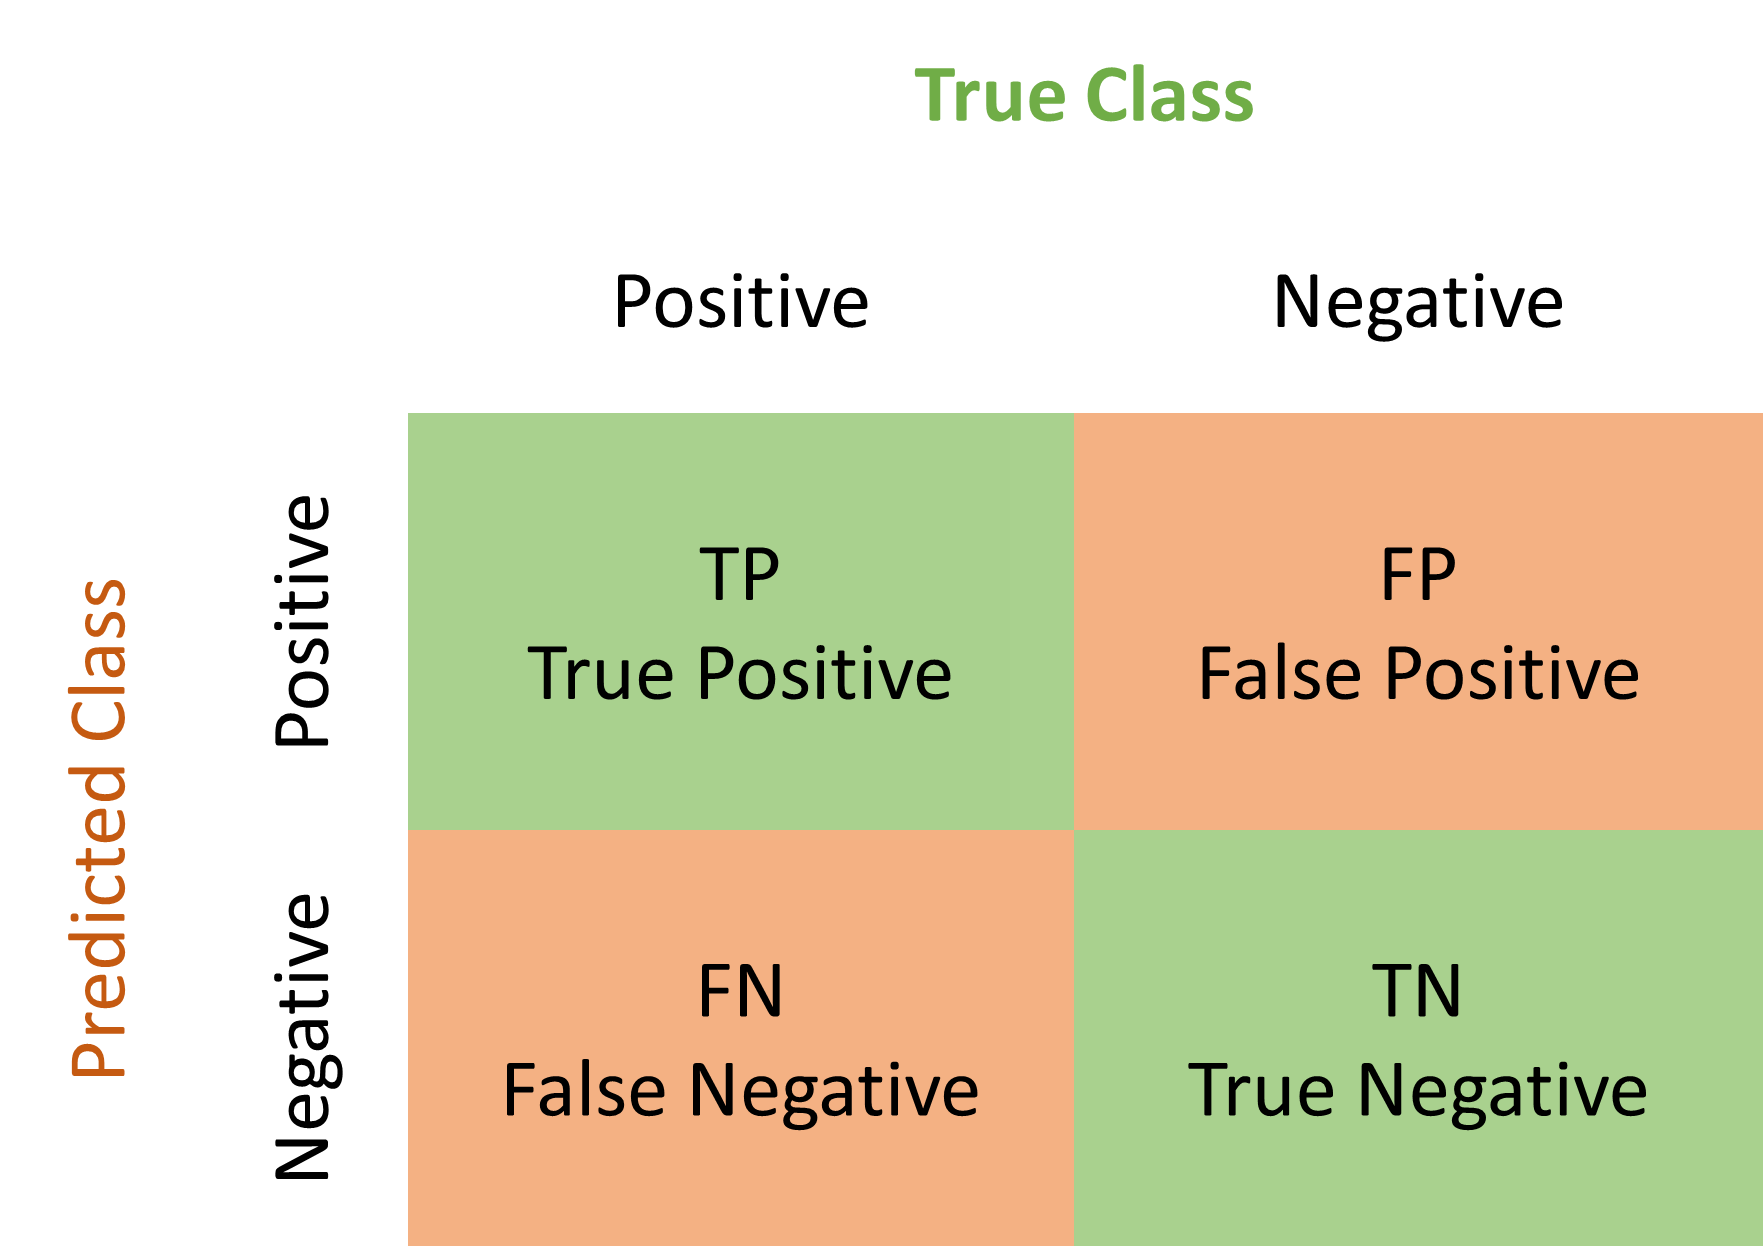 True Class
Positive
Negative
Predicted Class
Positive
TP
True Positive
FP
False Positive
Negative
FN
False Negative
TN
True Negative